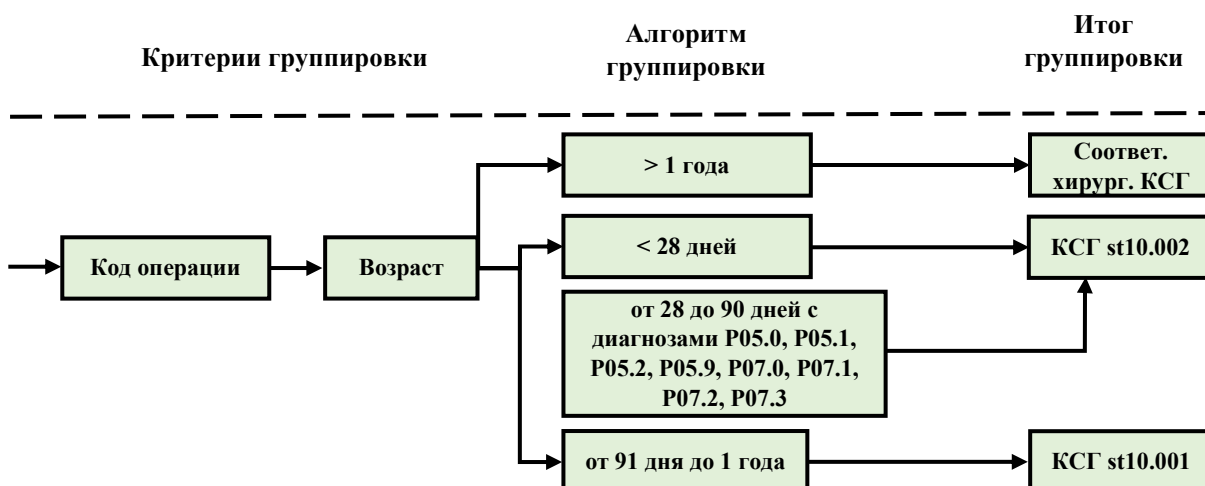 Критерии группировки
Алгоритм
группировки
Итог
группировки
> 1 года
Соответ.
хирург. КСГ
Код операции
Возраст
< 28 дней
КСГ st10.002
от 28 до 90 дней с
диагнозами P05.0, P05.1,
P05.2, P05.9, P07.0, P07.1,
P07.2, P07.3
от 91 дня до 1 года
КСГ st10.001